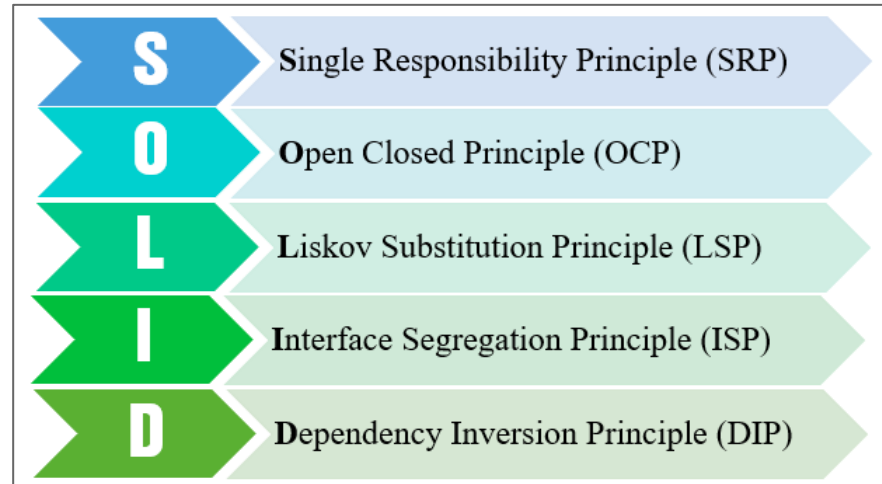 S Single Responsibility Principle (SRP)
O Open Closed Principle (OCP)
L Liskov Substitution Principle (LSP)
I Interface Segregation Principle (ISP)
D Dependency Inversion Principle (DIP)